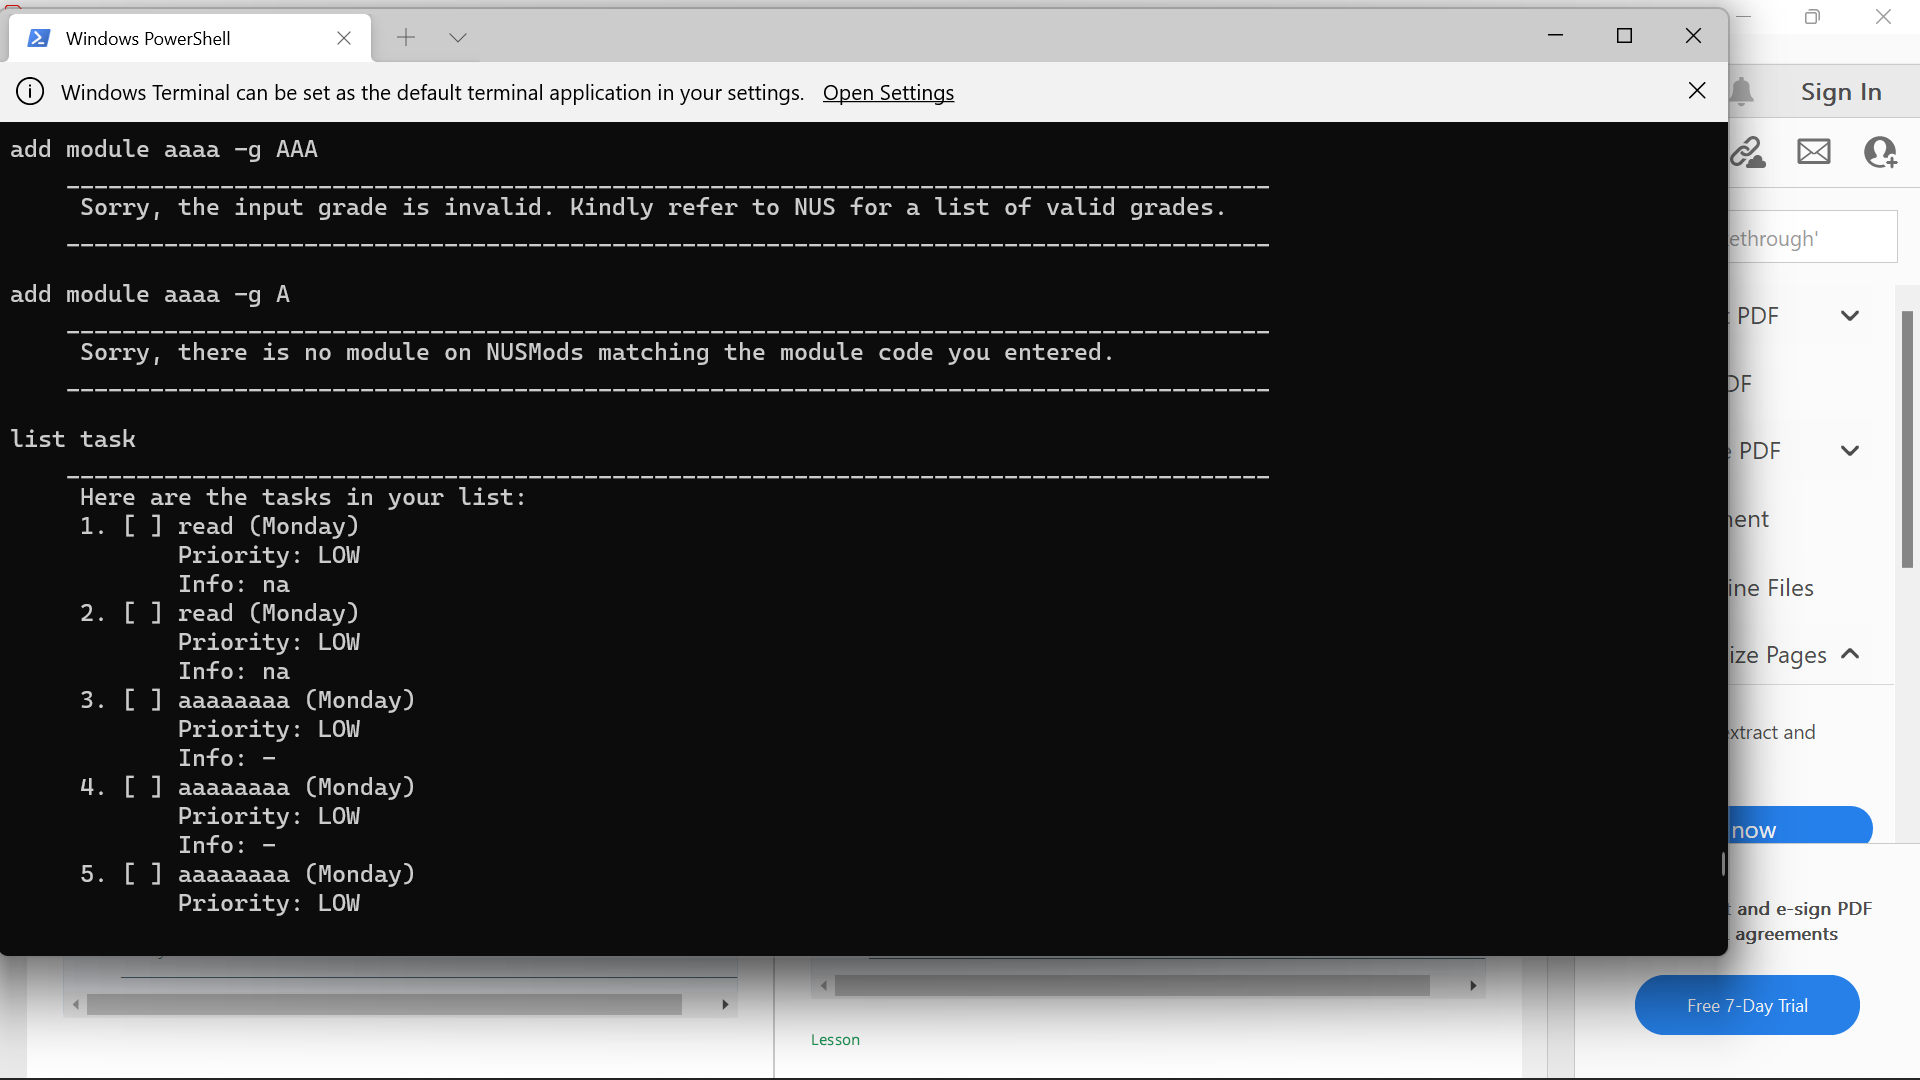 Windows PowerShell
Windows Terminal can be set as the default terminal application in your settings. Open Settings
Sign In
add module aaaa -g AAA
Sorry, the input grade is invalid. Kindly refer to NUS for a list of valid grades.
ethrough'
add module aaaa -g A
PDF
Sorry, there is no module on NUSMods matching the module code you entered.
DF
list task
PDF
Here are the tasks in your list:
1. [ ] read (Monday)
Priority: LOW
Info: na
2. [ ] read (Monday)
Priority: LOW
Info: na
3. [ ] aaaaaaaa (Monday)
Priority: LOW
Info: -
4. [ ] aaaaaaaa (Monday)
Priority: LOW
Info: -
5. [ ] aaaaaaaa (Monday)
Priority: LOW
ent
ine Files
ize Pages
xtract and
now
and e-sign PDF
agreements
Free 7-Day Trial
Lesson